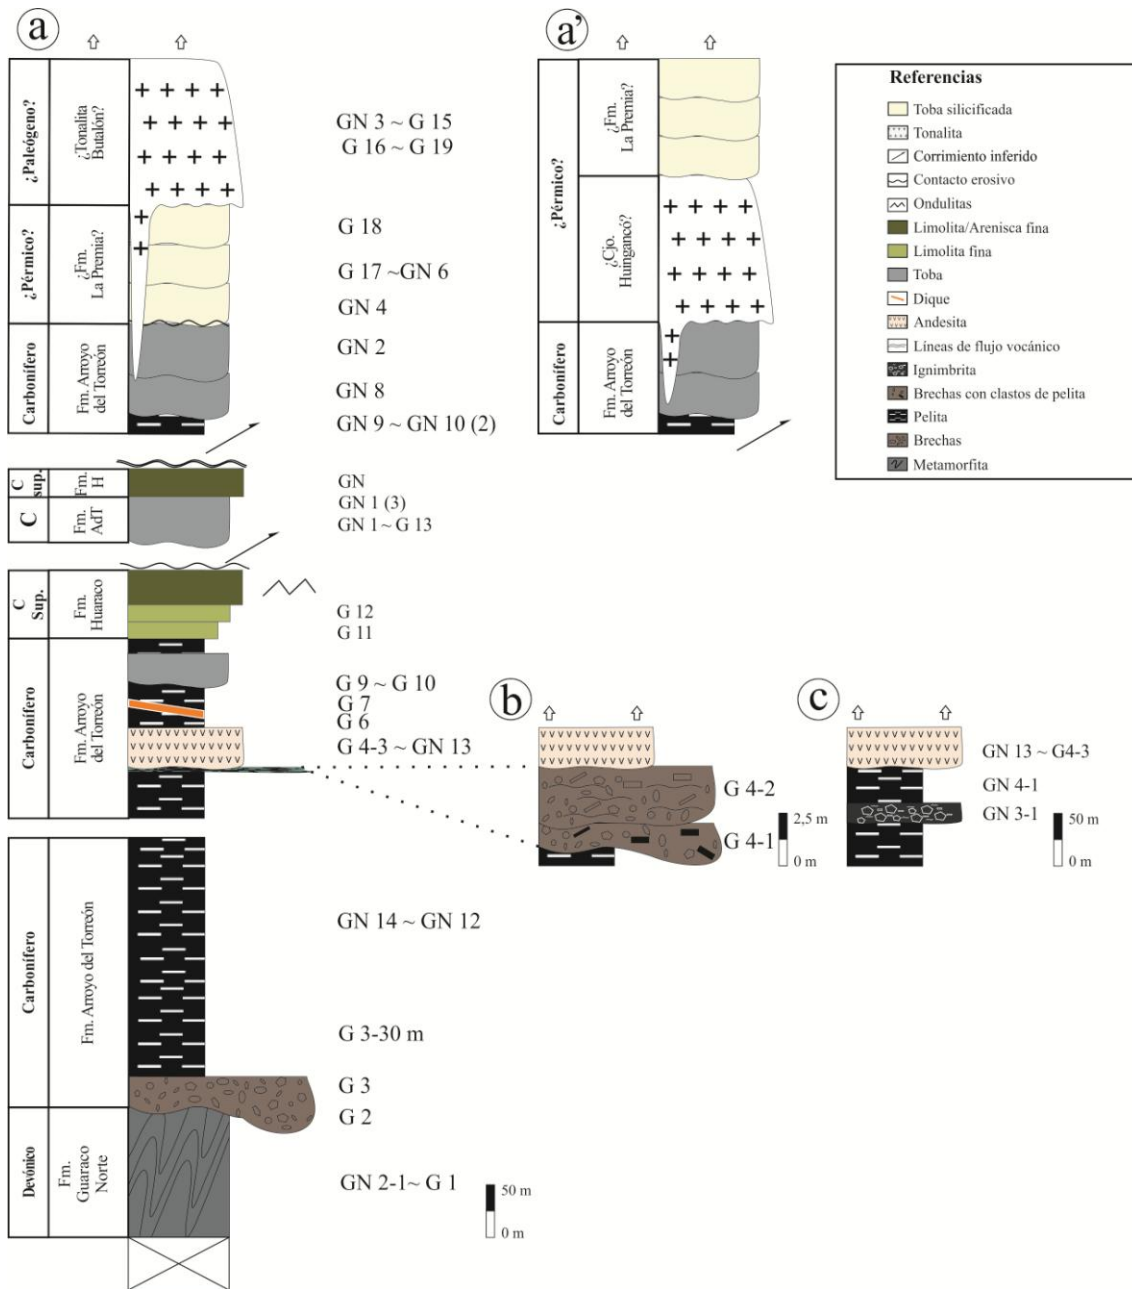 a
a'
¿Paleógeno?
¿Tonalita
Butalón?
GN 3 ~ G 15
G 16 ~ G 19
¿Pérmico?
¿Fm.
La Premia?
G 18
G 17 ~GN 6
GN 4
Carbonífero
Fm. Arroyo
del Torreón
GN 2
GN 8
GN 9 ~ GN 10 (2)
¿Pérmico?
¿Fm.
La Premia?
¿Cjo.
Huingancó?
Carbonífero
Fm. Arroyo
del Torreón
Referencias
Toba silicificada
Tonalita
Corrimiento inferido
Contacto erosivo
Ondulitas
Limolita/Arenisca fina
Limolita fina
Toba
Dique
Andesita
Líneas de flujo vocánico
Ignimbrita
Brechas con clastos de pelita
Pelita
Brechas
Metamorfita
C
sup.
Fm.
H
GN
C
Fm.
AdT
GN 1 (3)
GN 1 ~ G 13
C
Sup.
Fm.
Huaraco
G 12
G 11
Carbonífero
Fm. Arroyo
del Torreón
G 9 ~ G 10
G 7
G 6
G 4-3 ~ GN 13
b
G 4-2
G 4-1
2,5 m
0 m
c
GN 13 ~ G4-3
GN 4-1
GN 3-1
50 m
0 m
Carbonífero
Fm. Arroyo del Torreón
GN 14 ~ GN 12
G 3-30 m
G 3
G 2
Devónico
Fm.
Guaraco
Norte
GN 2-1~ G 1
50 m
0 m